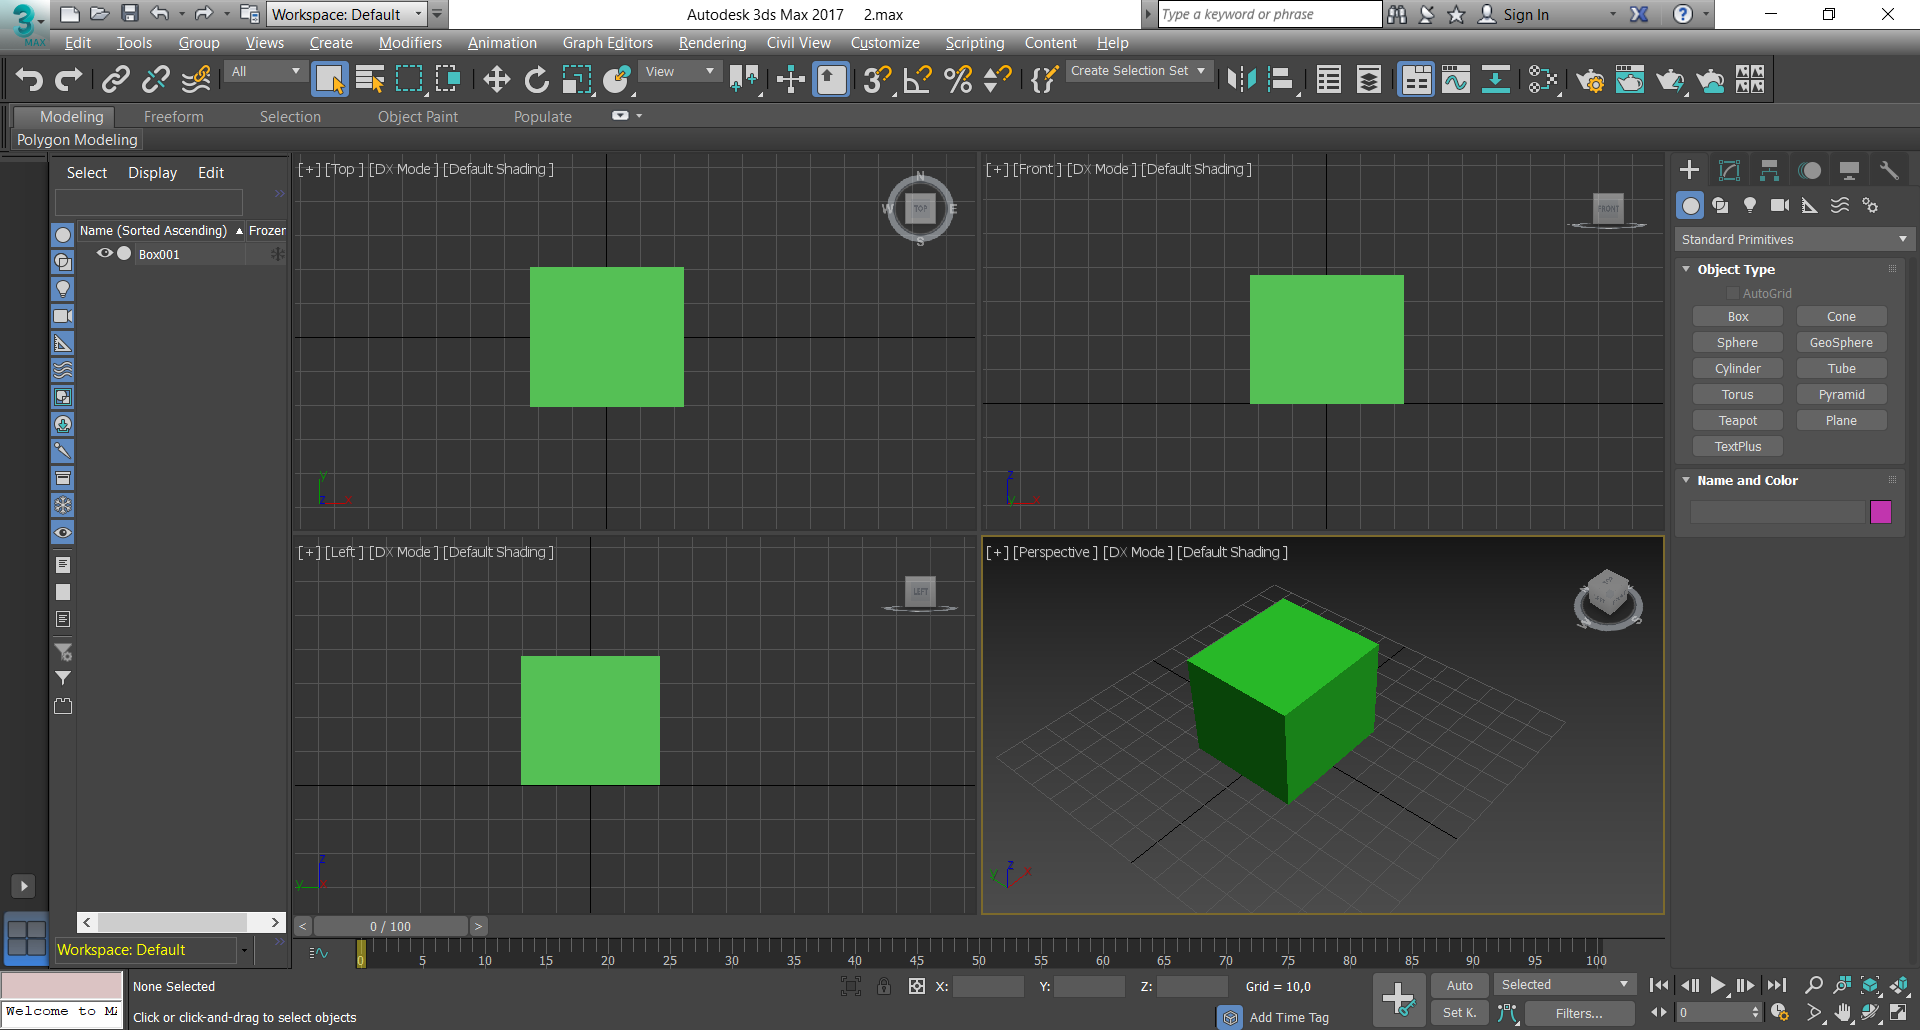 Workspace: Default
Autodesk 3ds Max 2017 2.max
Type a keyword or phrase
Sign In
3
MAX
Edit Tools Group Views Create Modifiers Animation Graph Editors Rendering Civil View Customize Scripting Content Help
All
View
Create Selection Set
Modeling Freeform Selection Object Paint Populate
Polygon Modeling
Select Display Edit
Name (Sorted Ascending) Frozen
Box001
[+] [Top ] [DX Mode ] [Default Shading ]
N
W TOP E
S
y
z x
[+] [Front ] [DX Mode ] [Default Shading ]
FRONT
z
y x
[+] [Left ] [DX Mode ] [Default Shading ]
LEFT
z
y x
[+] [Perspective ] [DX Mode ] [Default Shading ]
W S
z
y x
Standard Primitives
Object Type
AutoGrid
Box Cone
Sphere GeoSphere
Cylinder Tube
Torus Pyramid
Teapot Plane
TextPlus
Name and Color
< 0 / 100 >
Workspace: Default
0 5 10 15 20 25 30 35 40 45 50 55 60 65 70 75 80 85 90 95 100
None Selected
X: Y: Z: Grid = 10,0
Auto Selected
Welcome to MA
Click or click-and-drag to select objects
Add Time Tag
Set K. Filters...
0